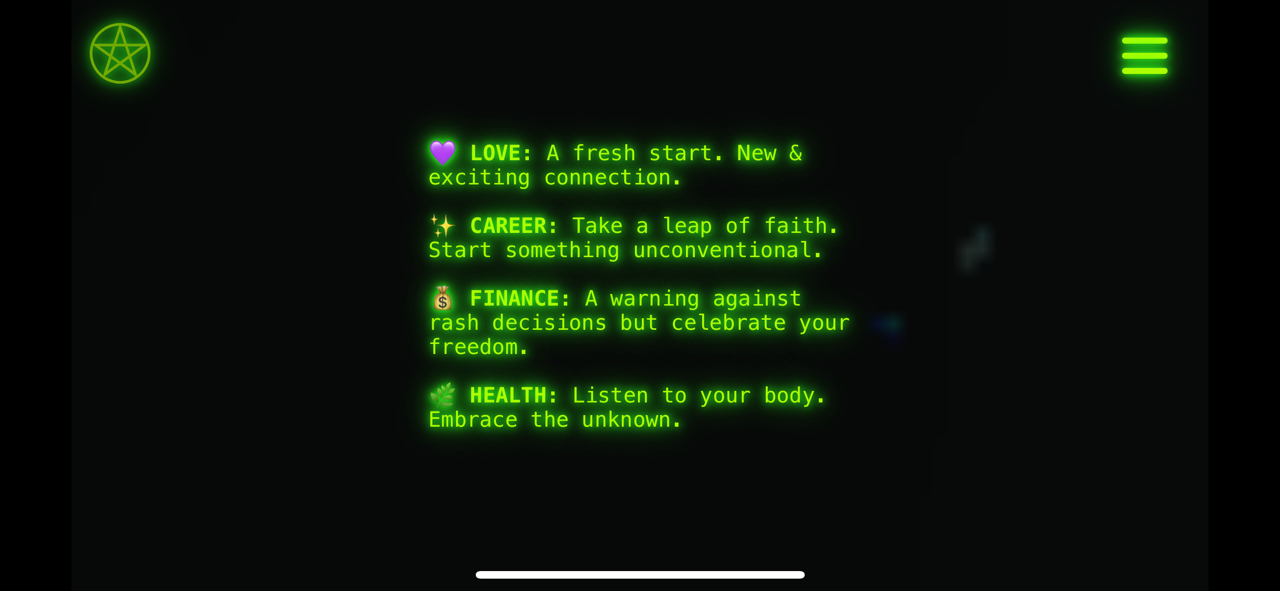 💜 LOVE: A fresh start. New &
exciting connection.
✨ CAREER: Take a leap of faith.
Start something unconventional.
💰 FINANCE: A warning against
rash decisions but celebrate your
freedom.
🌿 HEALTH: Listen to your body.
Embrace the unknown.